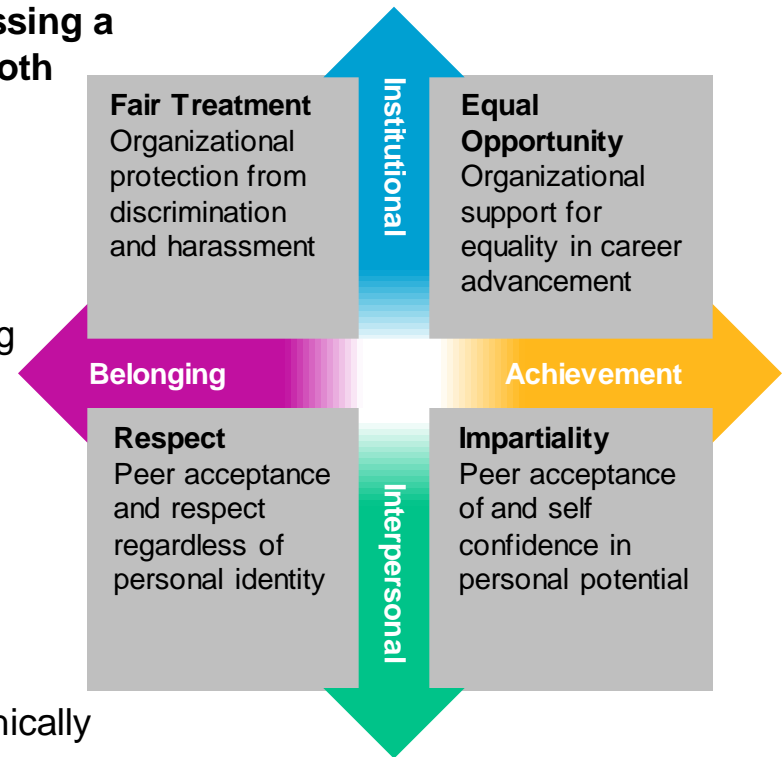 ssing a
oth
Fair Treatment
Organizational
protection from
discrimination
and harassment
Institutional
Equal
Opportunity
Organizational
support for
equality in career
advancement
g
Belonging
Achievement
Respect
Peer acceptance
and respect
regardless of
personal identity
Interpersonal
Impartiality
Peer acceptance
of and self
confidence in
personal potential
nically